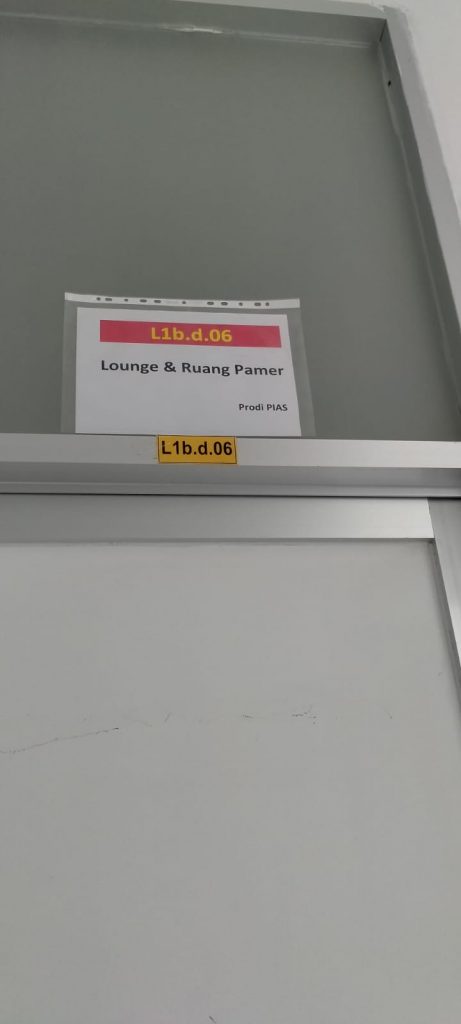 L1b.d.06
Lounge & Ruang Pamer
Prodi PIAS
L1b.d.06